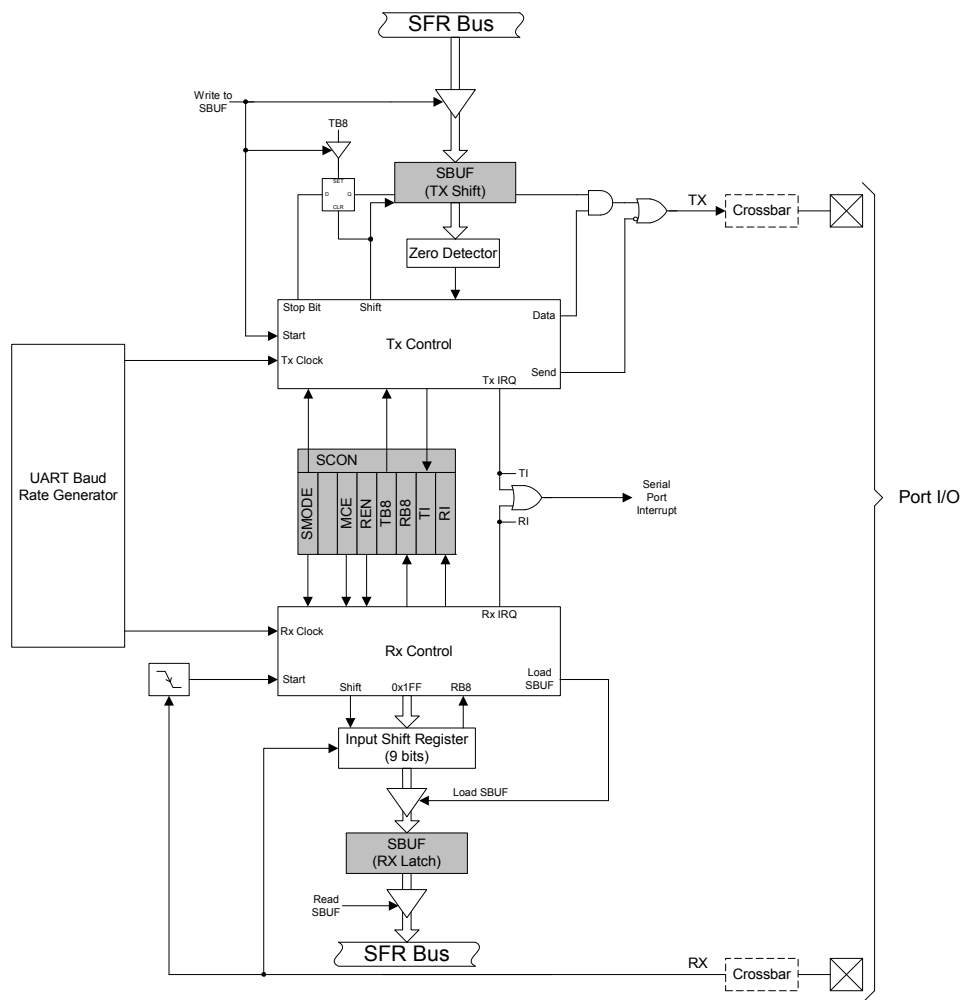 SFR Bus
Write to
SBUF
TB8
SET
D Q
CLR
SBUF
(TX Shift)
TX
Crossbar
Zero Detector
Stop Bit
Shift
Data
Start
Tx Control
Tx Clock
Send
Tx IRQ
UART Baud
Rate Generator
SCON
SMODE
MCE
REN
TB8
RB8
TI
RI
TI
RI
Serial
Port
Interrupt
Port I/O
Rx IRQ
Rx Clock
Rx Control
Start
Load
SBUF
Shift
0x1FF
RB8
Input Shift Register
(9 bits)
Load SBUF
SBUF
(RX Latch)
Read
SBUF
SFR Bus
RX
Crossbar